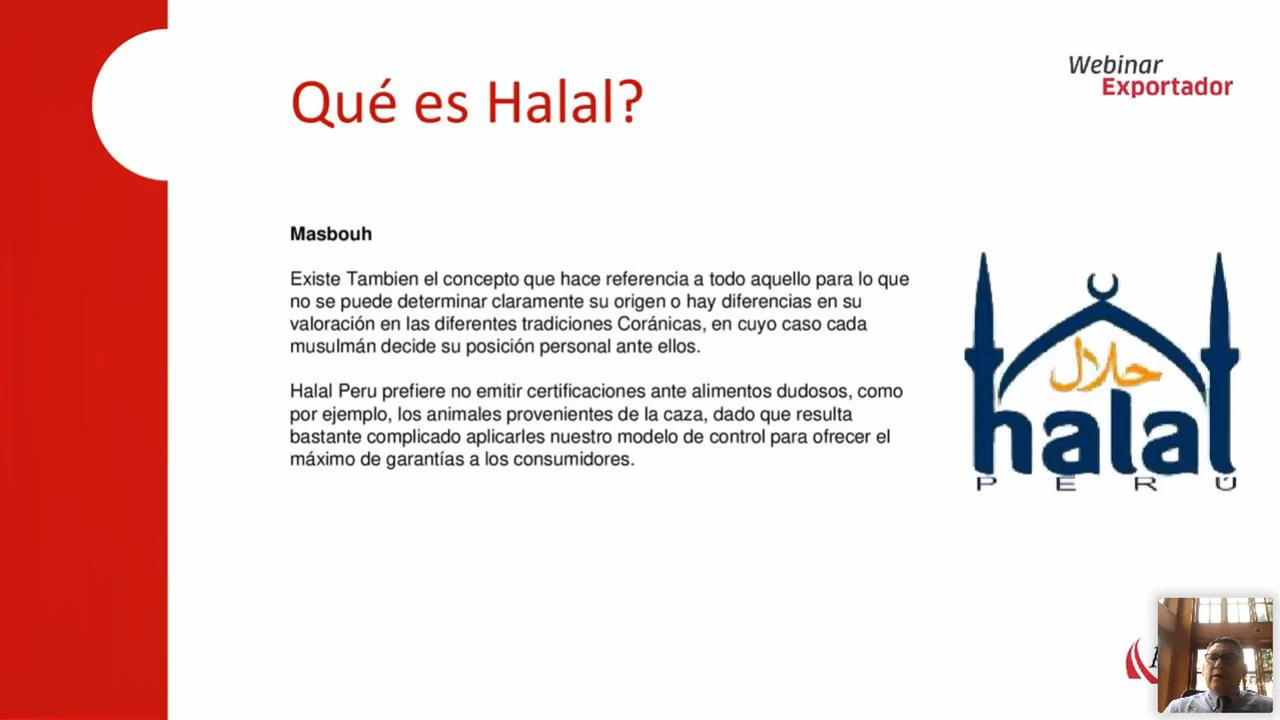 Qué es Halal?
Webinar
Exportador
Masbouh
Existe Tambien el concepto que hace referencia a todo aquello para lo que
no se puede determinar claramente su origen o hay diferencias en su
valoración en las diferentes tradiciones Coránicas, en cuyo caso cada
musulmán decide su posición personal ante ellos.
Halal Peru prefiere no emitir certificaciones ante alimentos dudosos, como
por ejemplo, los animales provenientes de la caza, dado que resulta
bastante complicado aplicarles nuestro modelo de control para ofrecer el
máximo de garantías a los consumidores.
حلال
halal
PERÚ